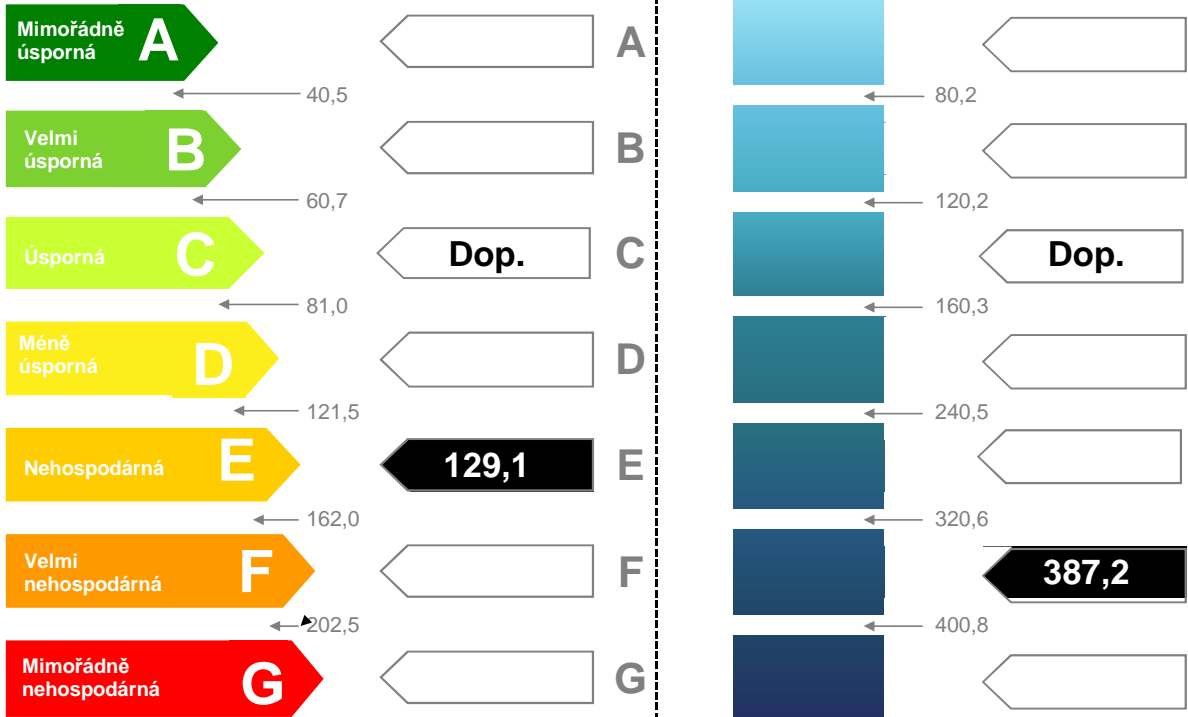 Mimořádně
úsporná
A
A
40,5
80,2
Velmi
úsporná
B
B
60,7
120,2
Úsporná
C
Dop.
C
Dop.
81,0
160,3
Méně
úsporná
D
D
121,5
240,5
Nehospodárná
E
129,1
E
162,0
320,6
Velmi
nehospodárná
F
F
387,2
202,5
400,8
Mimořádně
nehospodárná
G
G